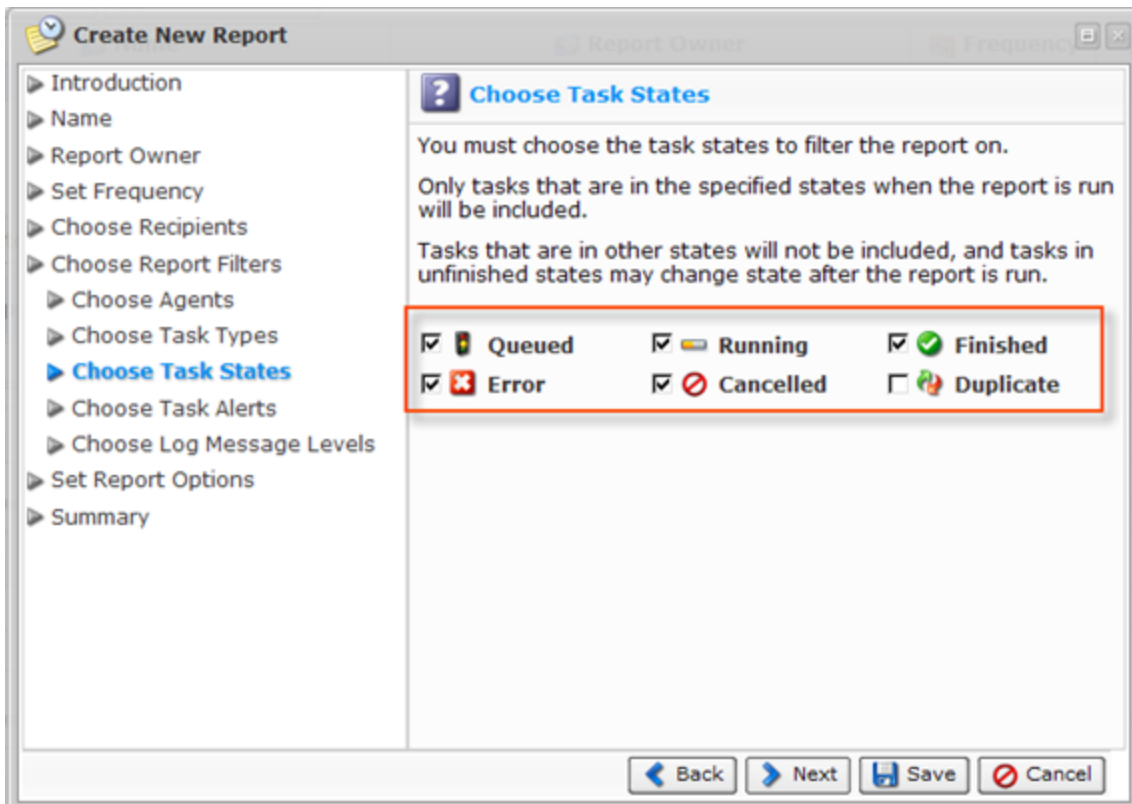 Create New Report
Name
Report Owner
Frequency
Introduction
Name
Report Owner
Set Frequency
Choose Recipients
Choose Report Filters
Choose Agents
Choose Task Types
Choose Task States
Choose Task Alerts
Choose Log Message Levels
Set Report Options
Summary
Choose Task States
You must choose the task states to filter the report on.
Only tasks that are in the specified states when the report is run
will be included.
Tasks that are in other states will not be included, and tasks in
unfinished states may change state after the report is run.
Queued Running Finished
Error Cancelled Duplicate
Back Next Save Cancel